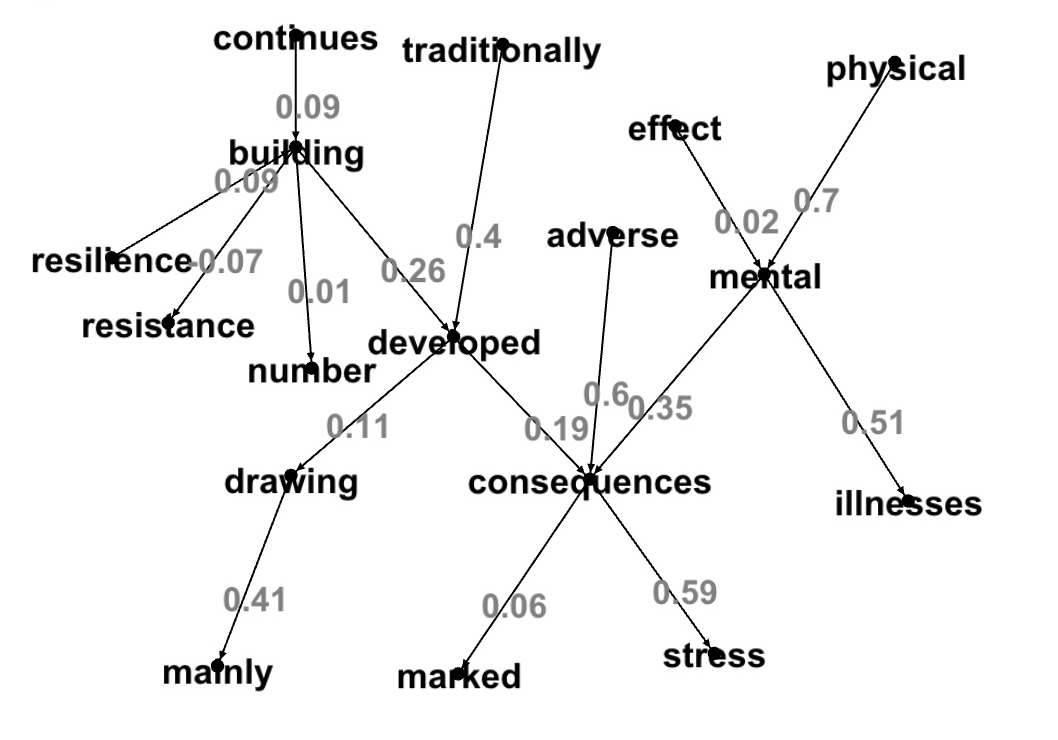 continues
traditionally
physical
0.09
effect
building
0.09
0.7
0.02
adverse
0.4
resilience
-0.07
0.26
mental
0.01
resistance
developed
number
0.6
0.35
0.11
0.19
0.51
drawing
consequences
illnesses
0.41
0.06
0.59
mainly
marked
stress